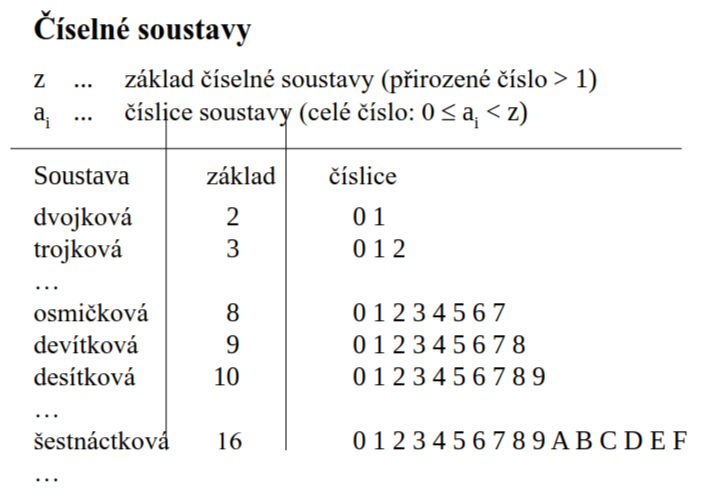 Číselné soustavy
z ... základ číselné soustavy (přirozené číslo > 1)
aᵢ ... číslice soustavy (celé číslo: 0 ≤ aᵢ < z)
Soustava základ číslice
dvojková 2 0 1
trojková 3 0 1 2
…
osmičková 8 0 1 2 3 4 5 6 7
devítková 9 0 1 2 3 4 5 6 7 8
desítková 10 0 1 2 3 4 5 6 7 8 9
…
šestnáctková 16 0 1 2 3 4 5 6 7 8 9 A B C D E F
…